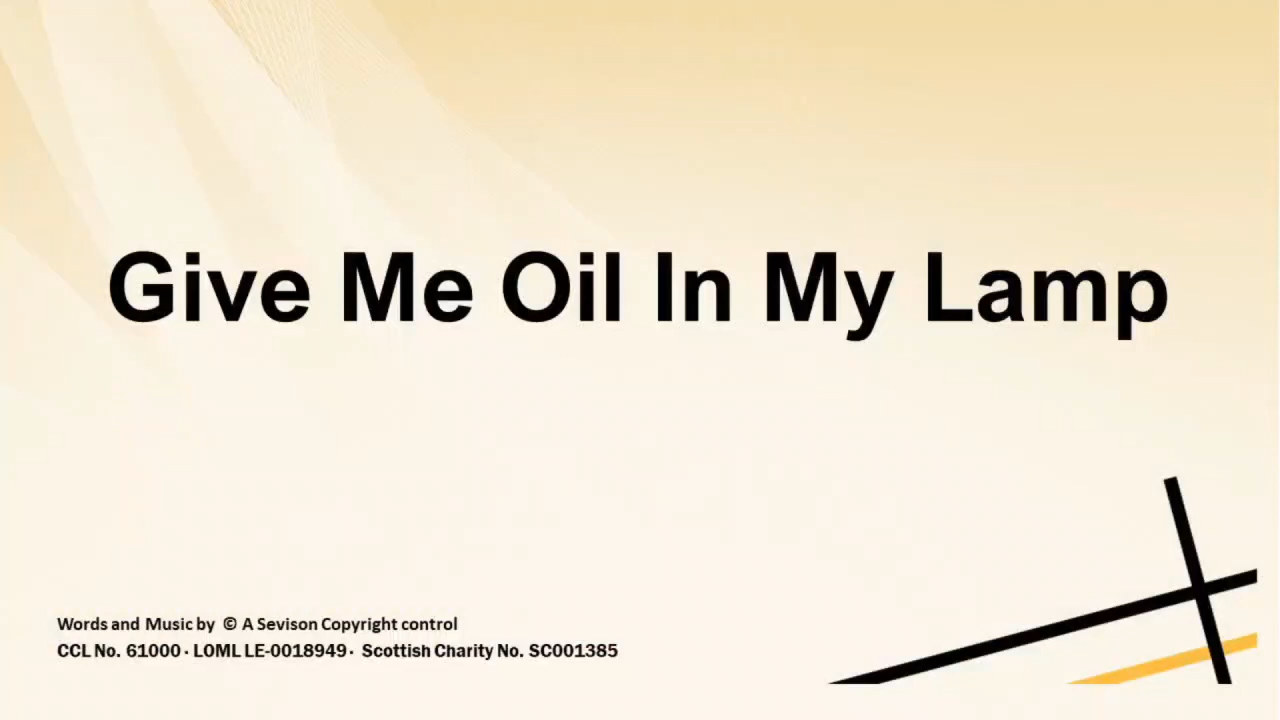 Give Me Oil In My Lamp
Words and Music by © A Sevison Copyright control
CCL No. 61000 · LOML LE-0018949 · Scottish Charity No. SC001385